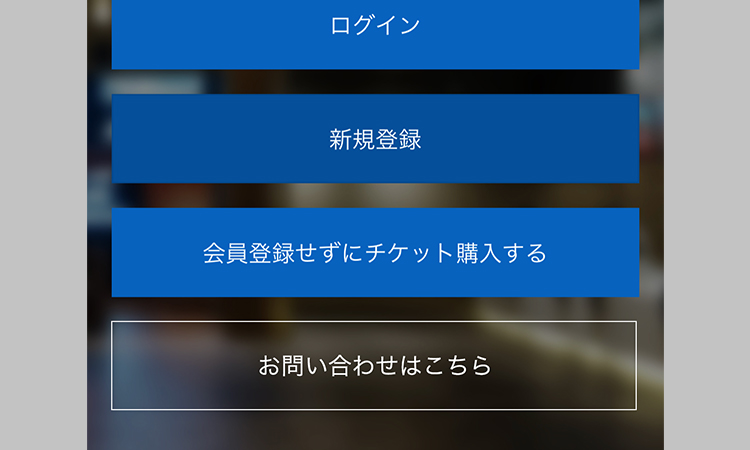 ログイン
新規登録
会員登録せずにチケット購入する
お問い合わせはこちら